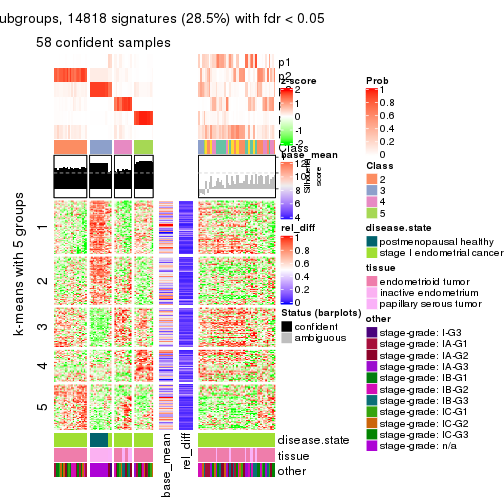 ubgroups, 14818 signatures (28.5%) with fdr < 0.05
58 confident samples
p1
p2
z-score
2
1
0
-1
-2
Class
base_mean
Silhouette
score
12
4
rel_diff
1
0.8
0.6
0.4
0.2
0
Status (barplots)
confident
ambiguous
k-means with 5 groups
1
2
3
4
5
disease.state
tissue
other
base_mean
rel_diff
Prob
1
0.8
0.6
0.4
0.2
0
Class
2
3
4
5
disease.state
postmenopausal healthy
stage I endometrial cancer
tissue
endometrioid tumor
inactive endometrium
papillary serous tumor
other
stage-grade: I-G3
stage-grade: IA-G1
stage-grade: IA-G2
stage-grade: IA-G3
stage-grade: IB-G1
stage-grade: IB-G2
stage-grade: IB-G3
stage-grade: IC-G1
stage-grade: IC-G2
stage-grade: IC-G3
stage-grade: n/a